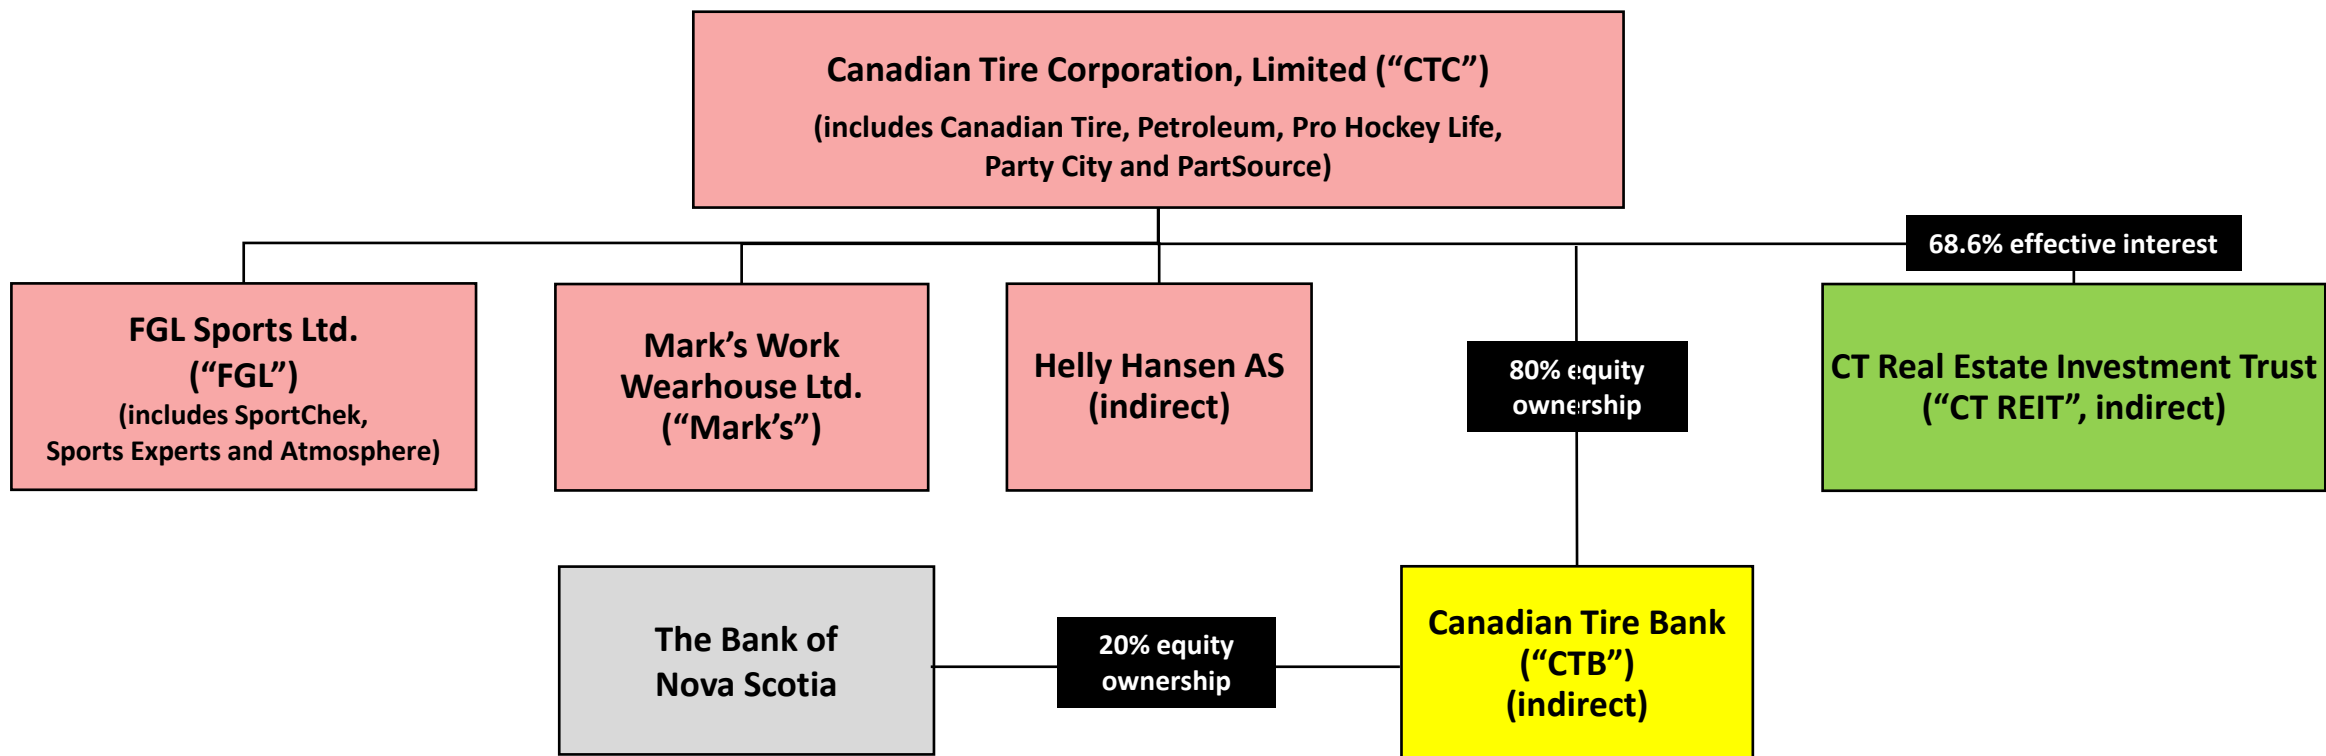 Canadian Tire Corporation, Limited (“CTC”)
(includes Canadian Tire, Petroleum, Pro Hockey Life,
Party City and PartSource)
68.6% effective interest
FGL Sports Ltd.
(“FGL”)
(includes SportChek,
Sports Experts and Atmosphere)
Mark’s Work
Wearhouse Ltd.
(“Mark’s”)
Helly Hansen AS
(indirect)
80% equity
ownership
CT Real Estate Investment Trust
(“CT REIT”, indirect)
The Bank of
Nova Scotia
20% equity
ownership
Canadian Tire Bank
(“CTB”)
(indirect)